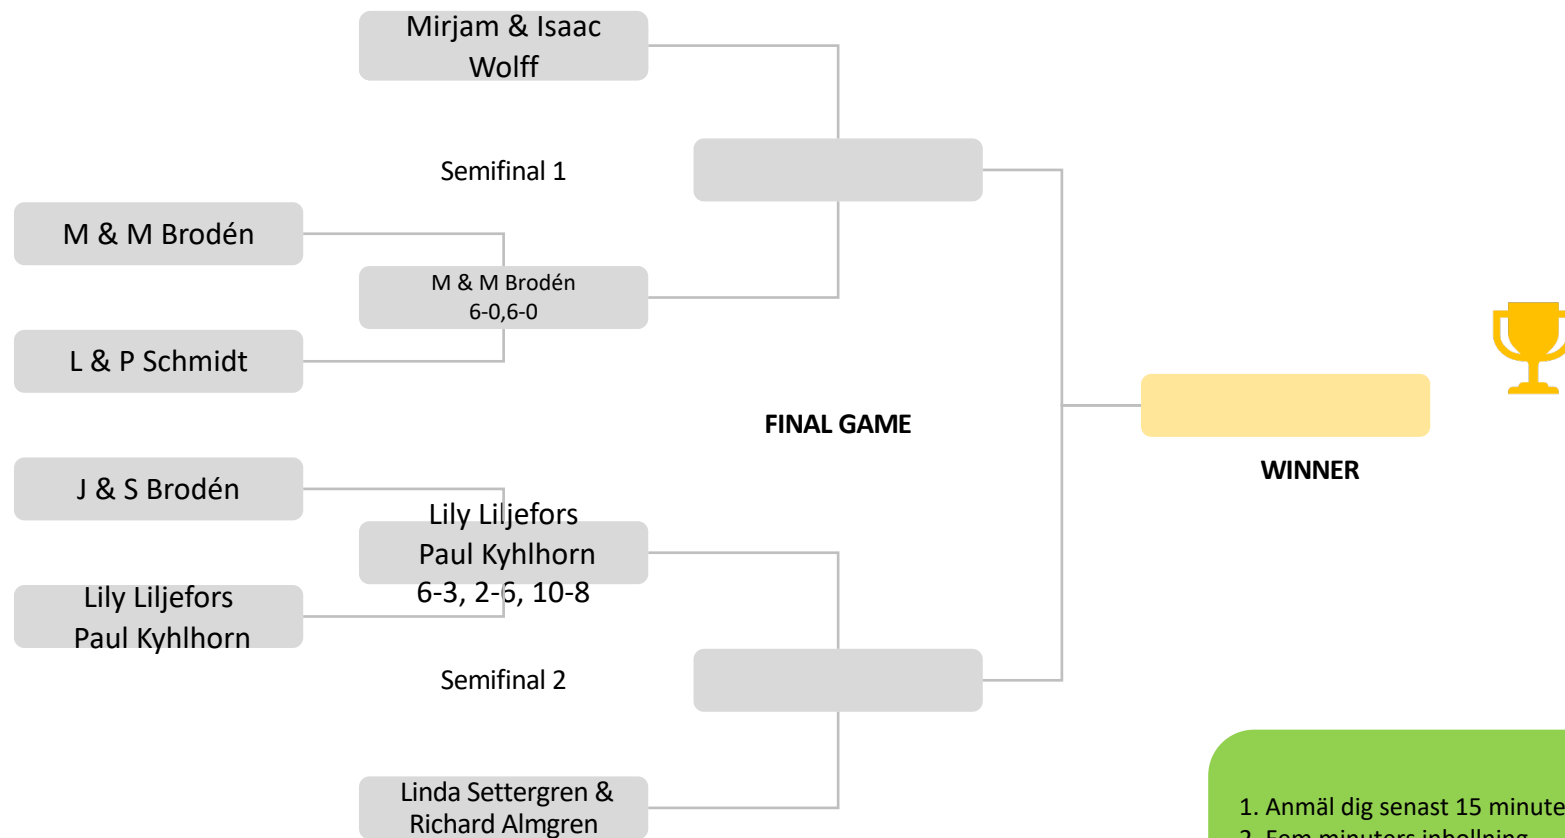 Mirjam & Isaac
Wolff
Semifinal 1
M & M Brodén
M & M Brodén
6-0,6-0
L & P Schmidt
FINAL GAME
WINNER
J & S Brodén
Lily Liljefors
Paul Kyhlhorn
6-3, 2-6, 10-8
Lily Liljefors
Paul Kyhlhorn
Semifinal 2
Linda Settergren &
Richard Almgren
1. Anmäl dig senast 15 minute